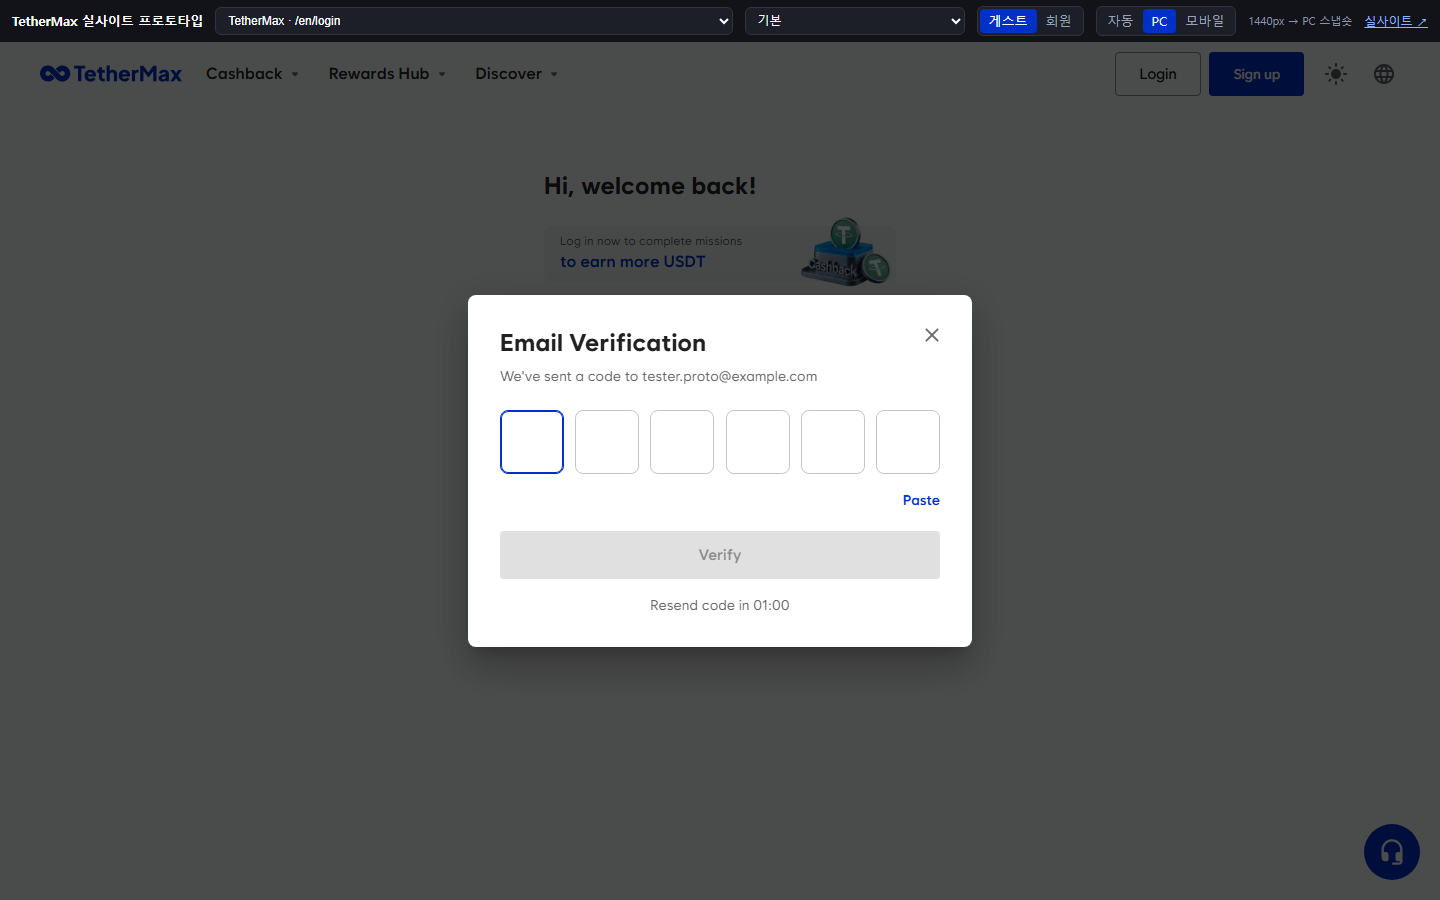 TetherMax 실사이트 프로토타입
TetherMax · /en/login
기본
게스트 회원
자동 PC 모바일
1440px → PC 스냅숏
실사이트 ↗
TetherMax
Cashback
Rewards Hub
Discover
Login
Sign up
Hi, welcome back!
Log in now to complete missions
to earn more USDT
Cashback
Email Verification
We've sent a code to tester.proto@example.com
Paste
Verify
Resend code in 01:00